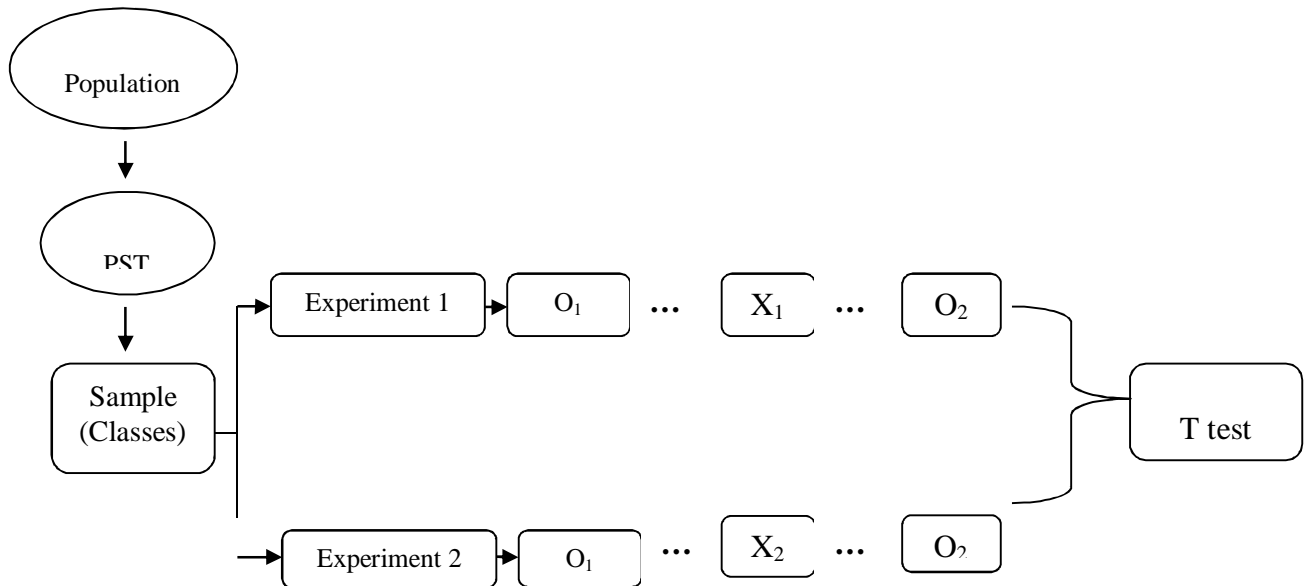 Population
PST
Sample
(Classes)
Experiment 1
O₁
...
X₁
...
O₂
T test
Experiment 2
O₁
...
X₂
...
O₂